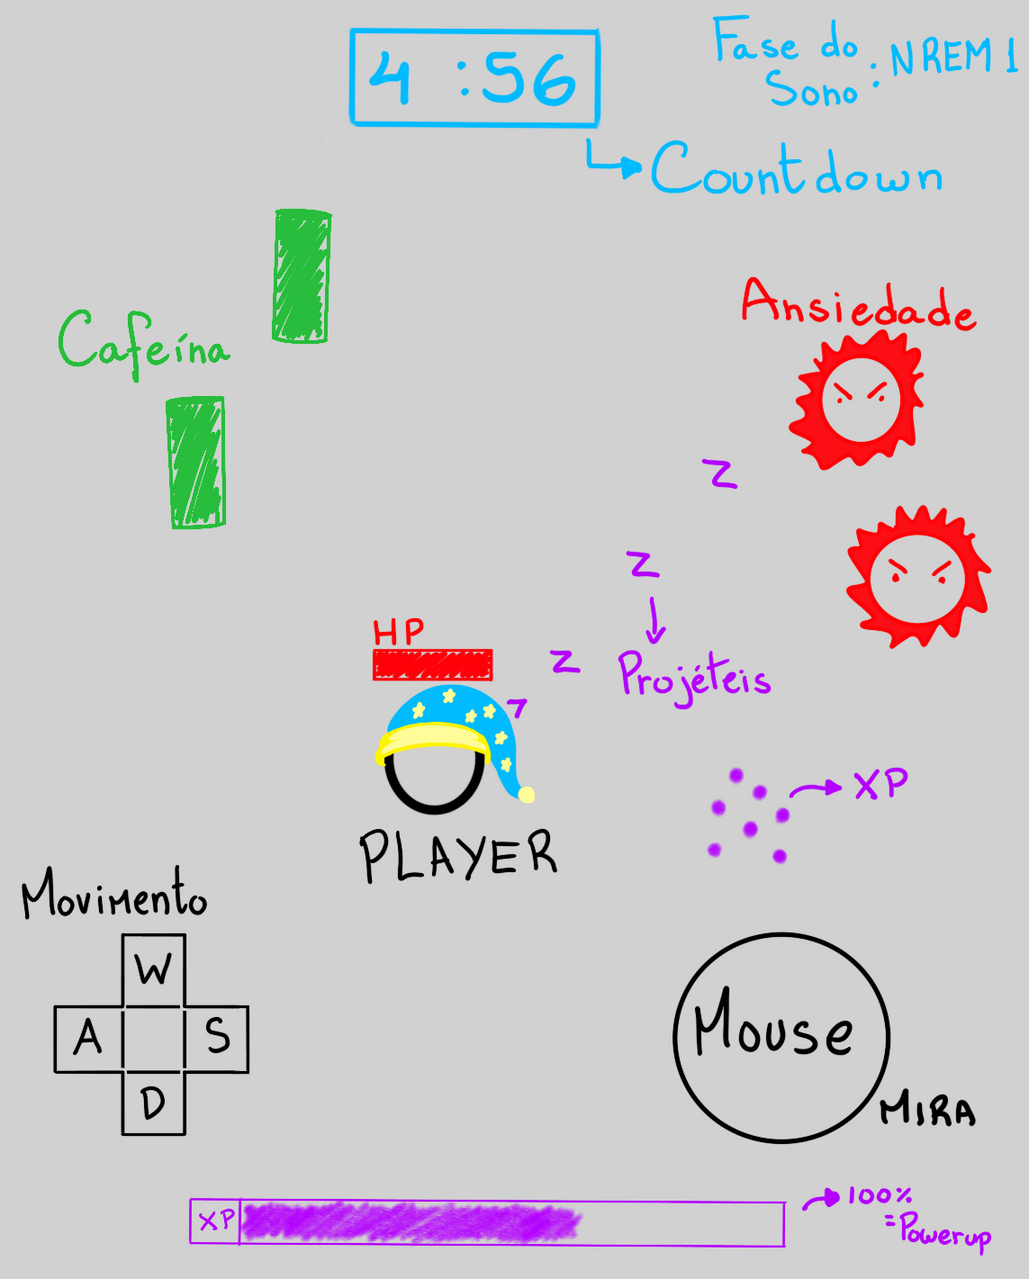 4 :56
Fase do
Sono : NREM 1
Countdown
Ansiedade
Cafeína
Z
Z
HP
Z Projéteis
XP
PLAYER
Movimento
W
A S
D
Mouse
MIRA
XP
100%
=Powerup